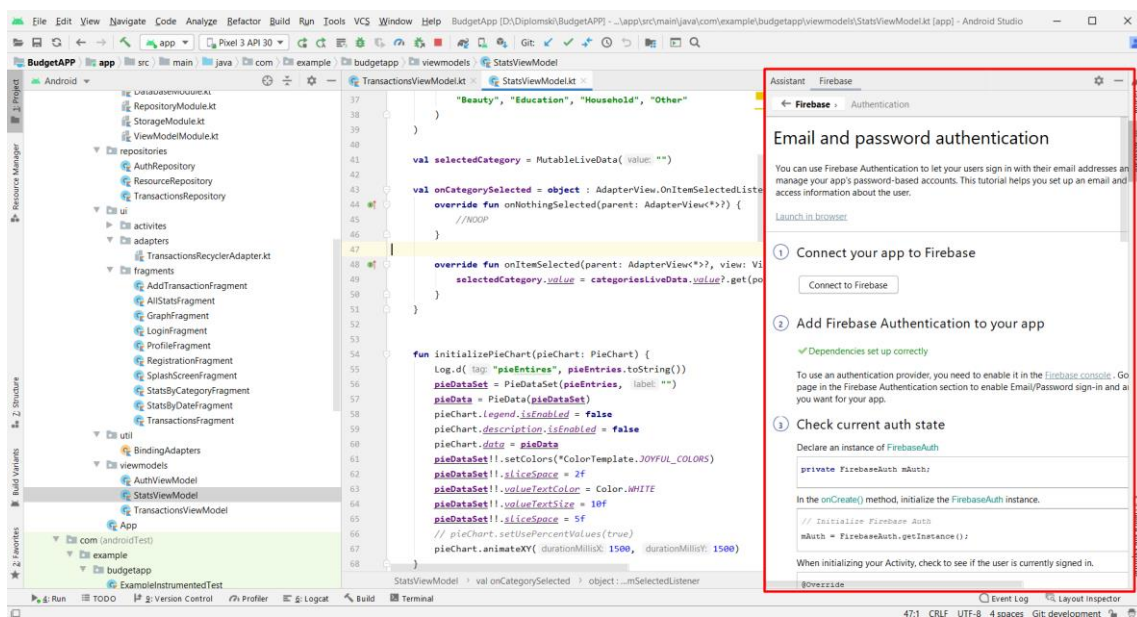 File Edit View Navigate Code Analyze Refactor Build Run Tools VCS Window Help BudgetApp [D:\Diplomski\BudgetAPP] - ...\app\src\main\java\com\example\budgetapp\viewmodels\StatsViewModel.kt [app] - Android Studio
app Pixel 3 API 30 Git:
BudgetAPP app src main java com example budgetapp viewmodels StatsViewModel
Android
TransactionsViewModel.kt StatsViewModel.kt
Assistant Firebase
1: Project
Resource Manager
7: Structure
Build Variants
2: Favorites
DatabaseModule.kt
RepositoryModule.kt
StorageModule.kt
ViewModelModule.kt
repositories
AuthRepository
ResourceRepository
TransactionsRepository
ui
activites
adapters
TransactionsRecyclerAdapter.kt
fragments
AddTransactionFragment
AllStatsFragment
GraphFragment
LoginFragment
ProfileFragment
RegistrationFragment
SplashScreenFragment
StatsByCategoryFragment
StatsByDateFragment
TransactionsFragment
util
BindingAdapters
viewmodels
AuthViewModel
StatsViewModel
TransactionsViewModel
App
com (androidTest)
example
budgetapp
ExampleInstrumentedTest
37 "Beauty", "Education", "Household", "Other"
38 )
39 )
40
41 val selectedCategory = MutableLiveData( value: "")
42
43 val onCategorySelected = object : AdapterView.OnItemSelectedListe
44 override fun onNothingSelected(parent: AdapterView<*>?) {
45 //NOOP
46 }
47
48 override fun onItemSelected(parent: AdapterView<*>?, view: Vi
49 selectedCategory.value = categoriesLiveData.value?.get(po
50 }
51 }
52
53
54 fun initializePieChart(pieChart: PieChart) {
55 Log.d( tag: "pieEntires", pieEntries.toString())
56 pieDataSet = PieDataSet(pieEntries, label: "")
57 pieData = PieData(pieDataSet)
58 pieChart.legend.isEnabled = false
59 pieChart.description.isEnabled = false
60 pieChart.data = pieData
61 pieDataSet!!.setColors(*ColorTemplate.JOYFUL_COLORS)
62 pieDataSet!!.sliceSpace = 2f
63 pieDataSet!!.valueTextColor = Color.WHITE
64 pieDataSet!!.valueTextSize = 10f
65 pieDataSet!!.sliceSpace = 5f
66 // pieChart.setUsePercentValues(true)
67 pieChart.animateXY( durationMillisX: 1500, durationMillisY: 1500)
68 }
StatsViewModel val onCategorySelected object : ...mSelectedListener
← Firebase › Authentication
Email and password authentication
You can use Firebase Authentication to let your users sign in with their email addresses an
manage your app's password-based accounts. This tutorial helps you set up an email and
access information about the user.
Launch in browser
1 Connect your app to Firebase
Connect to Firebase
2 Add Firebase Authentication to your app
Dependencies set up correctly
To use an authentication provider, you need to enable it in the Firebase console . Go
page in the Firebase Authentication section to enable Email/Password sign-in and a
you want for your app.
3 Check current auth state
Declare an instance of FirebaseAuth
private FirebaseAuth mAuth;
In the onCreate() method, initialize the FirebaseAuth instance.
// Initialize Firebase Auth
mAuth = FirebaseAuth.getInstance();
When initializing your Activity, check to see if the user is currently signed in.
@Override
4: Run TODO 9: Version Control Profiler 6: Logcat Build Terminal Event Log Layout Inspector
47:1 CRLF UTF-8 4 spaces Git: development